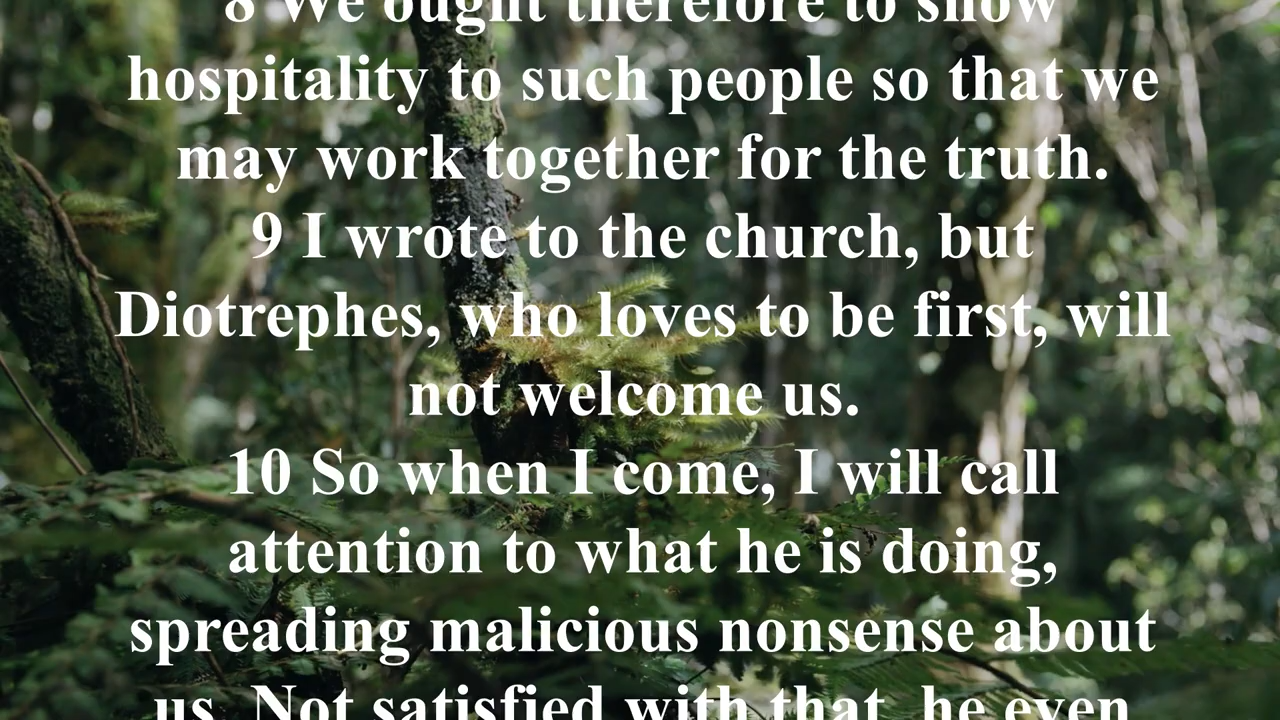 8 We ought therefore to show
hospitality to such people so that we
may work together for the truth.
9 I wrote to the church, but
Diotrephes, who loves to be first, will
not welcome us.
10 So when I come, I will call
attention to what he is doing,
spreading malicious nonsense about
us. Not satisfied with that, he even